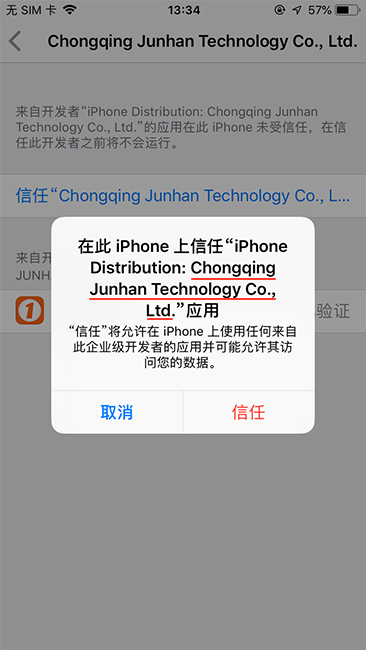 无 SIM 卡
13:34
57%
Chongqing Junhan Technology Co., Ltd.
来自开发者“iPhone Distribution: Chongqing Junhan
Technology Co., Ltd.”的应用在此 iPhone 未受信任，在信
任此开发者之前将不会运行。
信任“Chongqing Junhan Technology Co., L...
来自开
JUNH
在此 iPhone 上信任“iPhone
Distribution: Chongqing
Junhan Technology Co.,
Ltd.”应用
“信任”将允许在 iPhone 上使用任何来自
此企业级开发者的应用并可能允许其访
问您的数据。
1
验证
取消
信任